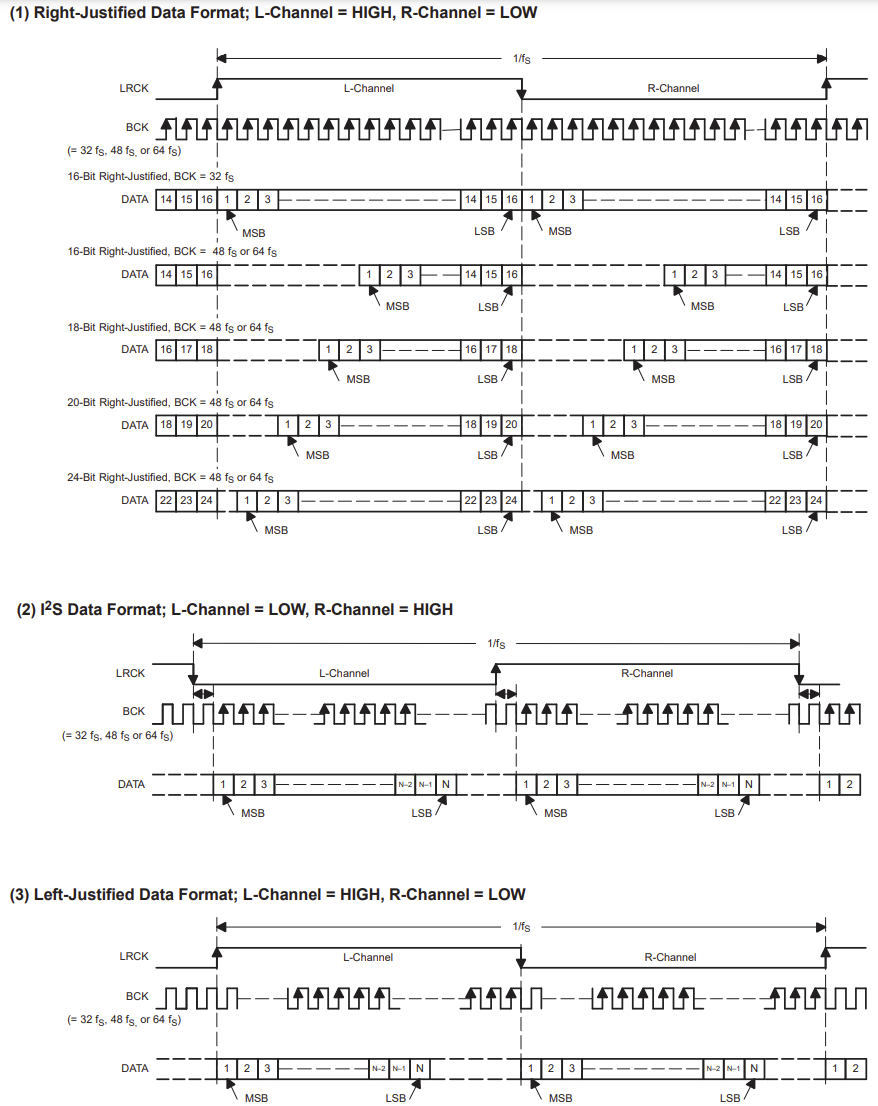 (1) Right-Justified Data Format; L-Channel = HIGH, R-Channel = LOW
1/fS
LRCK L-Channel R-Channel
BCK
(= 32 fS, 48 fS, or 64 fS)
16-Bit Right-Justified, BCK = 32 fS
DATA 14 15 16 1 2 3 14 15 16 1 2 3 14 15 16
MSB LSB MSB LSB
16-Bit Right-Justified, BCK = 48 fS or 64 fS
DATA 14 15 16 1 2 3 14 15 16 1 2 3 14 15 16
MSB LSB MSB LSB
18-Bit Right-Justified, BCK = 48 fS or 64 fS
DATA 16 17 18 1 2 3 16 17 18 1 2 3 16 17 18
MSB LSB MSB LSB
20-Bit Right-Justified, BCK = 48 fS or 64 fS
DATA 18 19 20 1 2 3 18 19 20 1 2 3 18 19 20
MSB LSB MSB LSB
24-Bit Right-Justified, BCK = 48 fS or 64 fS
DATA 22 23 24 1 2 3 22 23 24 1 2 3 22 23 24
MSB LSB MSB LSB
(2) I²S Data Format; L-Channel = LOW, R-Channel = HIGH
1/fS
LRCK L-Channel R-Channel
BCK
(= 32 fS, 48 fS or 64 fS)
DATA 1 2 3 N–2 N–1 N 1 2 3 N–2 N–1 N 1 2
MSB LSB MSB LSB
(3) Left-Justified Data Format; L-Channel = HIGH, R-Channel = LOW
1/fS
LRCK L-Channel R-Channel
BCK
(= 32 fS, 48 fS, or 64 fS)
DATA 1 2 3 N–2 N–1 N 1 2 3 N–2 N–1 N 1 2
MSB LSB MSB LSB